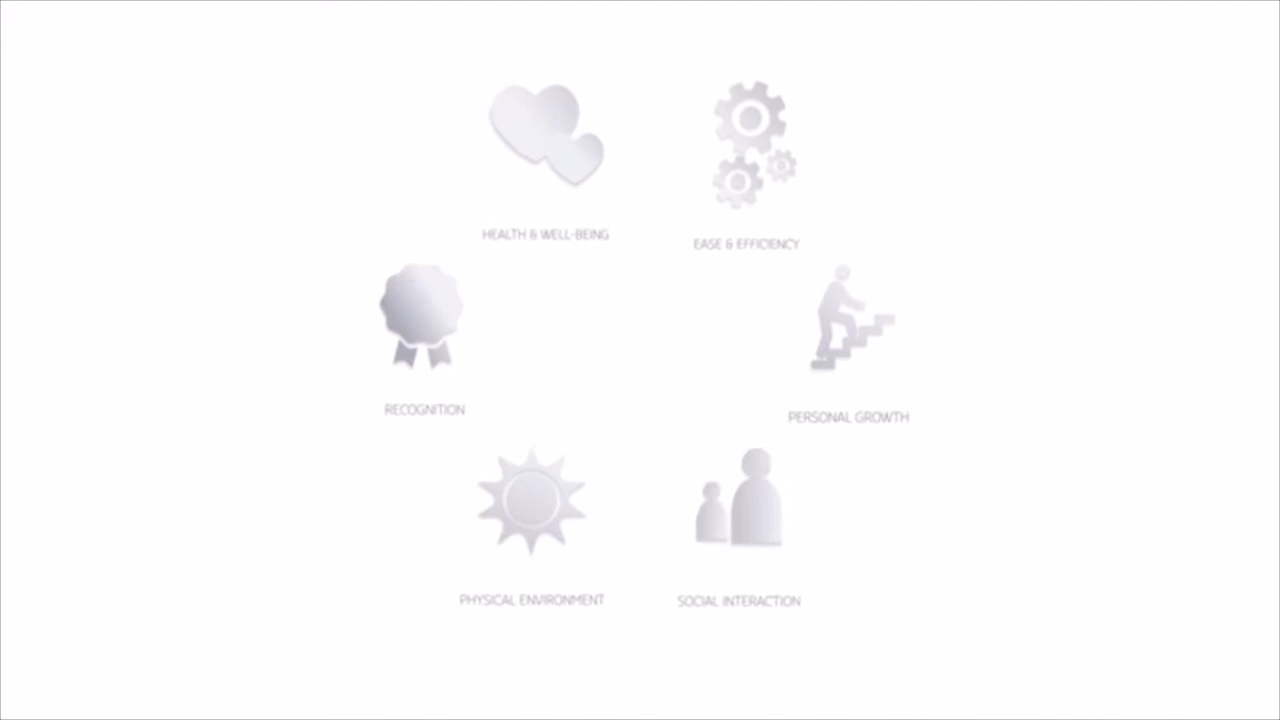 HEALTH & WELL-BEING
EASE & EFFICIENCY
RECOGNITION
PERSONAL GROWTH
PHYSICAL ENVIRONMENT
SOCIAL INTERACTION